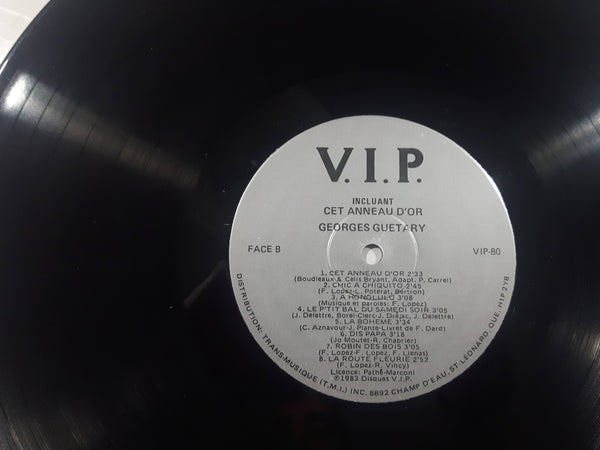 V.I.P.
INCLUANT
CET ANNEAU D'OR
GEORGES GUETARY
FACE B
VIP-80
1. CET ANNEAU D'OR 2'33
(Boudleaux & Celis Bryant, Adapt. P. Carrel)
2. CHIC A CHIQUITO 2'45
(F. Lopez-L. Poterat, Bertron)
3. A HONOLULO 3'08
(Musique et paroles: F. Lopez)
4. LE P'TIT BAL DU SAMEDI SOIR 3'05
(J. Delettre, Borel-Clerc-J. Dréjac, J. Delettre)
5. LA BOHEME 3'34
(C. Aznavour-J. Plante-Livret de F. Dard)
6. DIS PAPA 3'18
(Jo Moutet-R. Chabrier)
7. ROBIN DES BOIS 3'05
(F. Lopez-F. Lopez, F. Llenas)
8. LA ROUTE FLEURIE 2'52
(F. Lopez-R. Vincy)
Licence: Pathé-Marconi
©1983 Disques V.I.P.
DISTRIBUTION: TRANS-MUSIQUE (T.M.I.) INC. 8892 CHAMP D'EAU, ST-LEONARD, QUE. H1P 2Y8